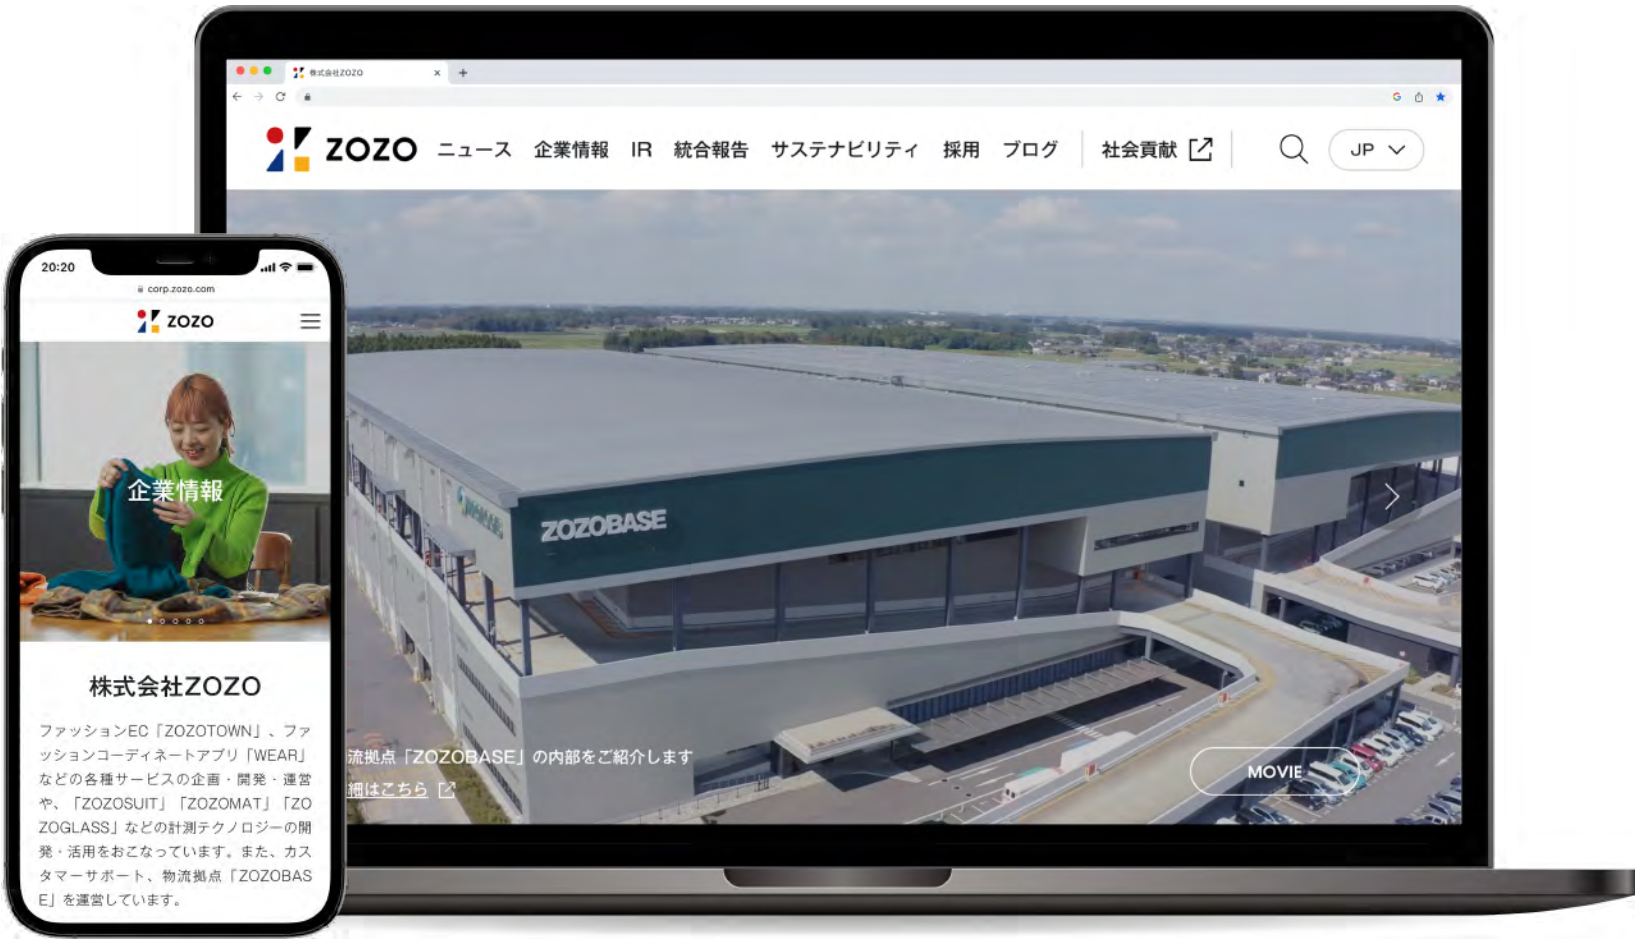 株式会社ZOZO
ZOZO
ニュース 企業情報 IR 統合報告 サステナビリティ 採用 ブログ 社会貢献 JP
ZOZOBASE
流拠点「ZOZOBASE」の内部をご紹介します
細はこちら
MOVIE
20:20
corp.zozo.com
ZOZO
企業情報
株式会社ZOZO
ファッションEC「ZOZOTOWN」、ファ
ッションコーディネートアプリ「WEAR」
などの各種サービスの企画・開発・運営
や、「ZOZOSUIT」「ZOZOMAT」「ZO
ZOGLASS」などの計測テクノロジーの開
発・活用をおこなっています。また、カス
タマーサポート、物流拠点「ZOZOBAS
E」を運営しています。